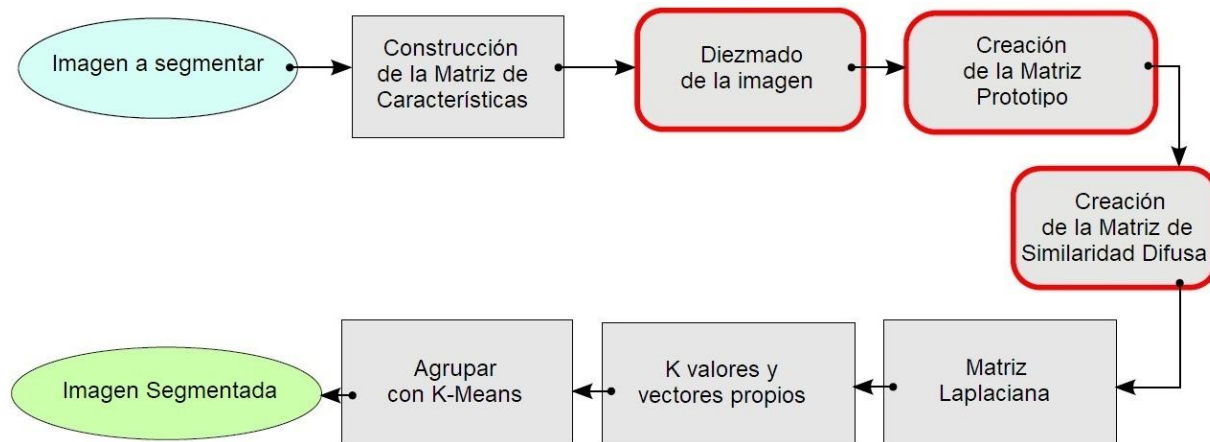 Imagen a segmentar
Construcción
de la Matriz de
Características
Diezmado
de la imagen
Creación
de la Matriz
Prototipo
Creación
de la Matriz de
Similaridad Difusa
Matriz
Laplaciana
K valores y
vectores propios
Agrupar
con K-Means
Imagen Segmentada